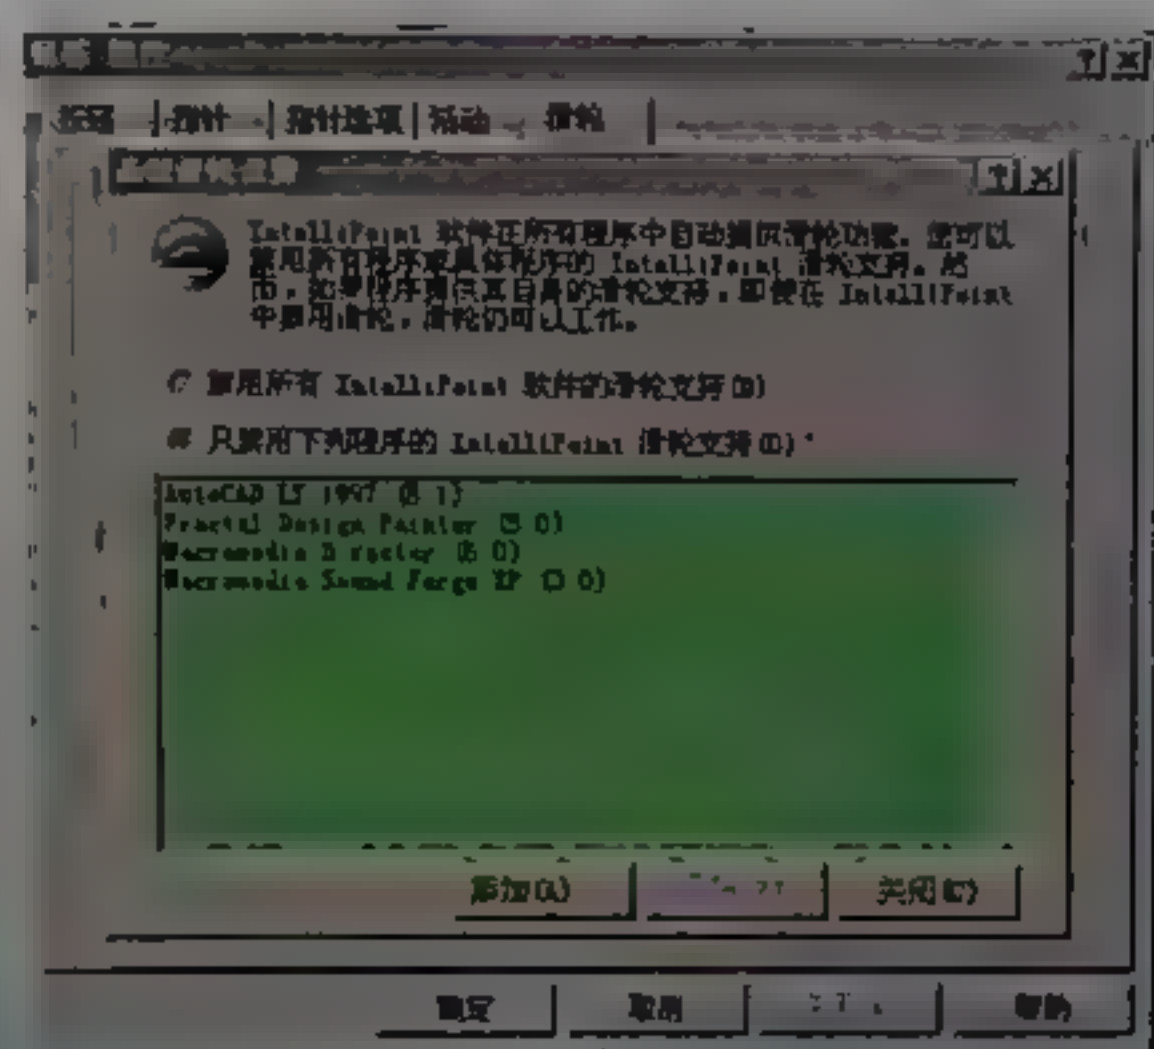 鼠标 属性
按钮 指针 指针选项 活动 滑轮
IntelliPoint 软件在所有程序中自动提供滑轮功能。您可以
禁用所有程序或具体程序的 IntelliPoint 滑轮支持。然
而,如果程序提供其自身的滑轮支持,即使在 IntelliPoint
中禁用滑轮,滑轮仍可以工作。
禁用所有 IntelliPoint 软件的滑轮支持(D)
只禁用下列程序的 IntelliPoint 滑轮支持(I)
AutoCAD LT 1997
Fractal Design Painter
Macromedia Director
Macromedia Sound Forge XP
添加(A) 关闭(C)
确定 取消 帮助